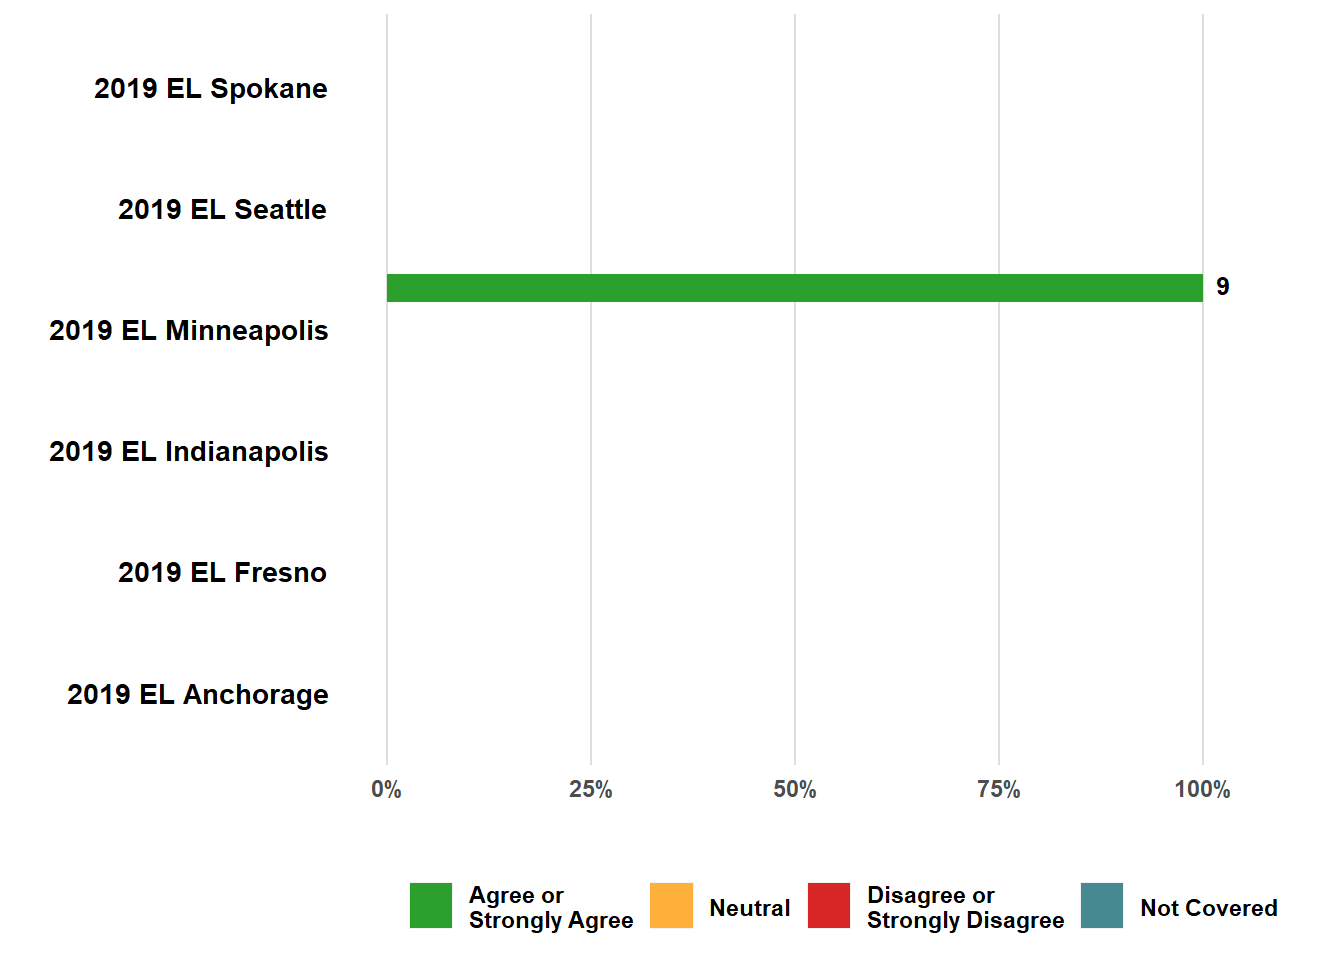 2019 EL Spokane
2019 EL Seattle
9
2019 EL Minneapolis
2019 EL Indianapolis
2019 EL Fresno
2019 EL Anchorage
0% 25% 50% 75% 100%
Agree or
Strongly Agree
Neutral
Disagree or
Strongly Disagree
Not Covered